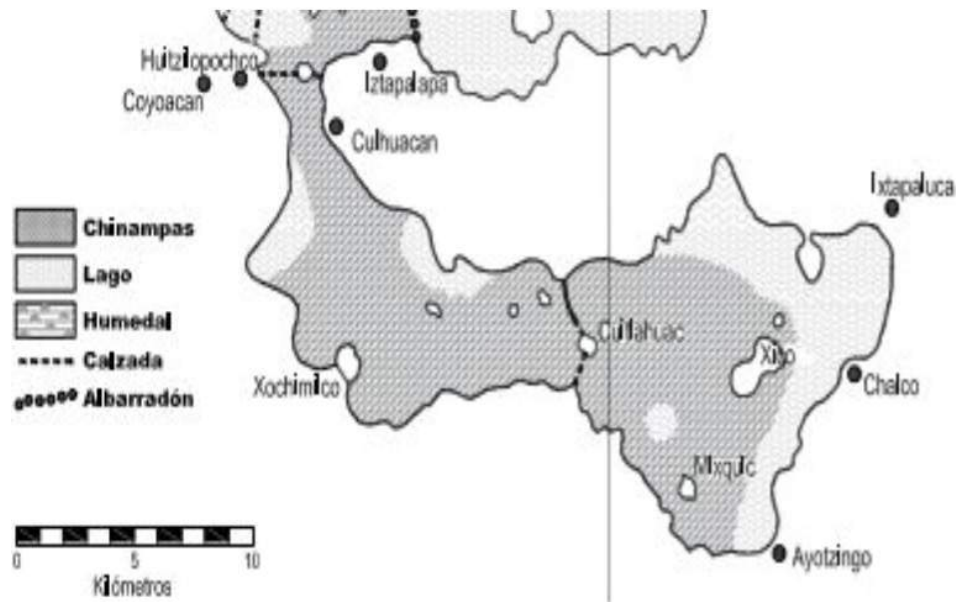 Huitzilopochco
Coyoacan
Iztapalapa
Culhuacan
Ixtapaluca
Chinampas
Lago
Humedal
Calzada
Albarradón
Cuitlahuac
Xico
Chalco
Xochimilco
Mixquic
Ayotzingo
0 5 10
Kilómetros